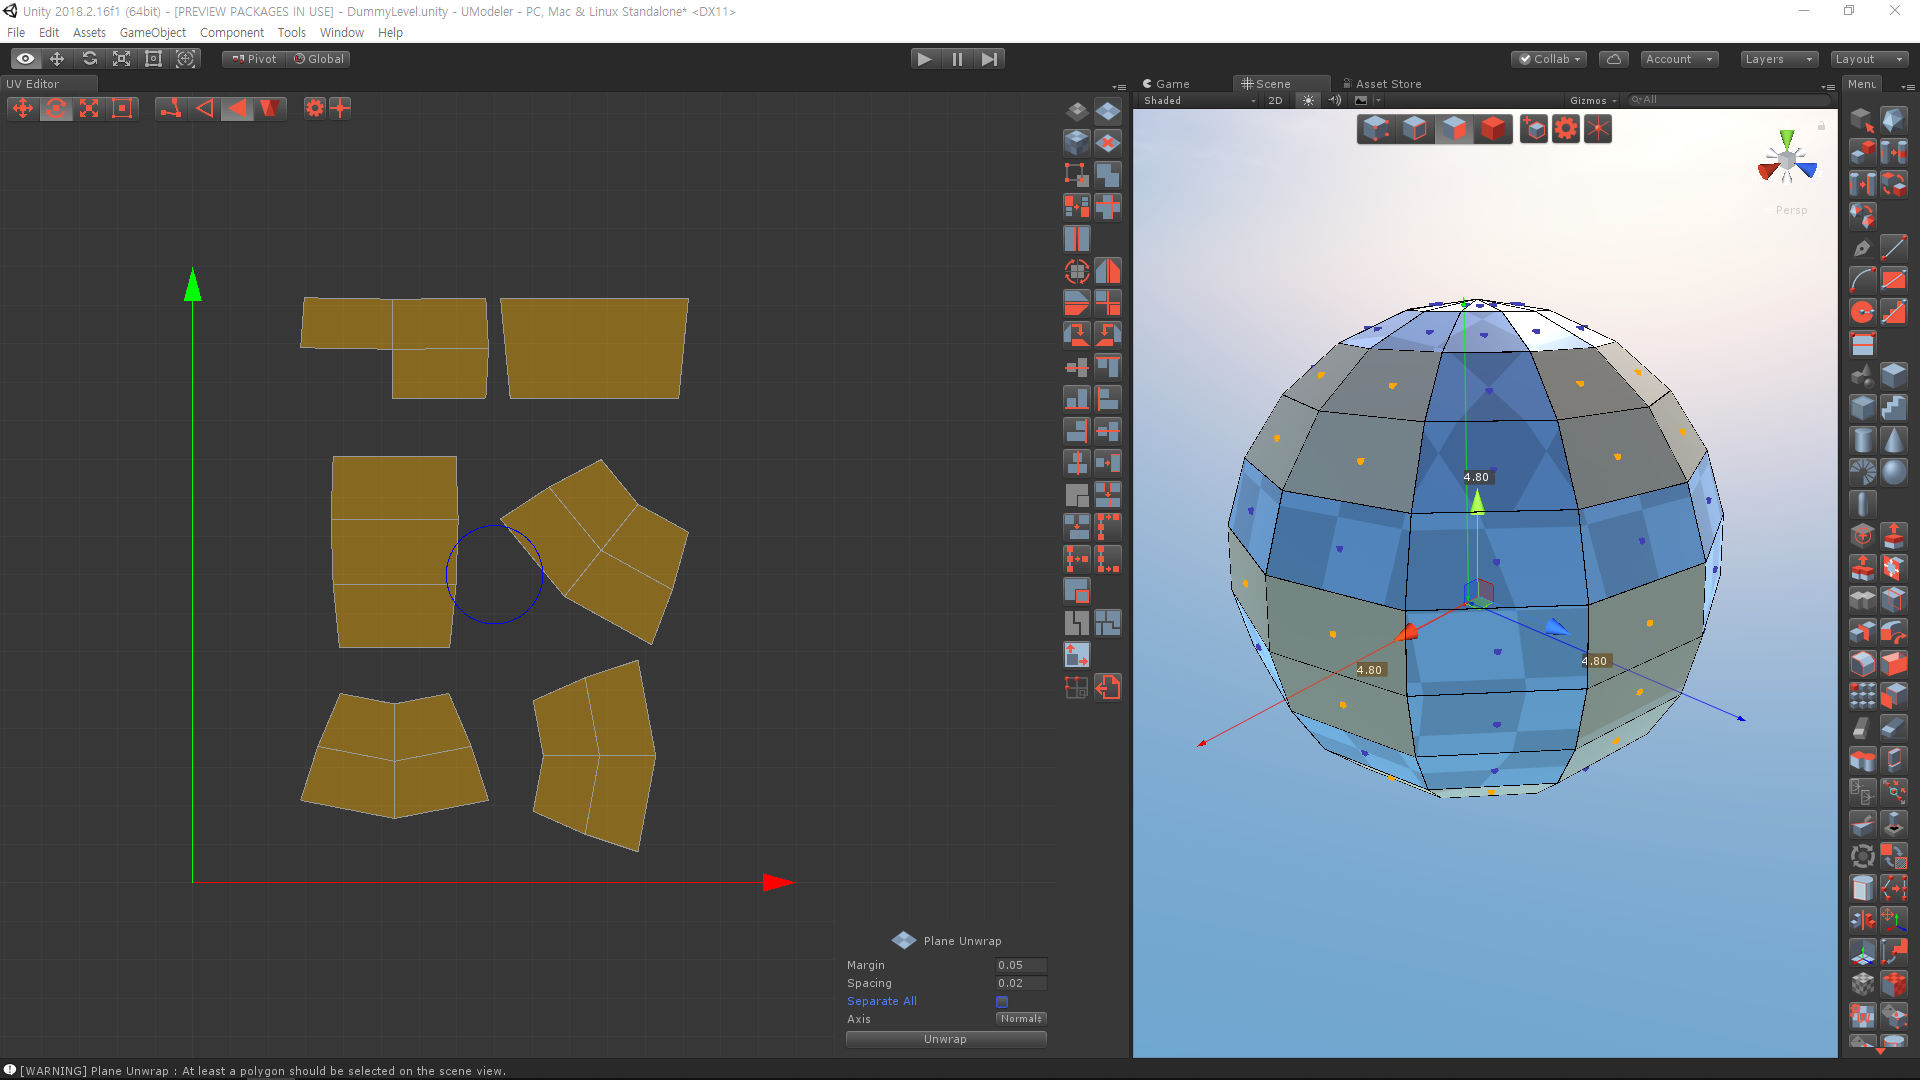 Unity 2018.2.16f1 (64bit) - [PREVIEW PACKAGES IN USE] - DummyLevel.unity - UModeler - PC, Mac & Linux Standalone* <DX11>
File Edit Assets GameObject Component Tools Window Help
Pivot Global Collab Account Layers Layout
UV Editor Game Scene Asset Store Menu
Shaded 2D Gizmos All
Persp
4.80
4.80
4.80
Plane Unwrap
Margin 0.05
Spacing 0.02
Separate All
Axis Normal
Unwrap
[WARNING] Plane Unwrap : At least a polygon should be selected on the scene view.